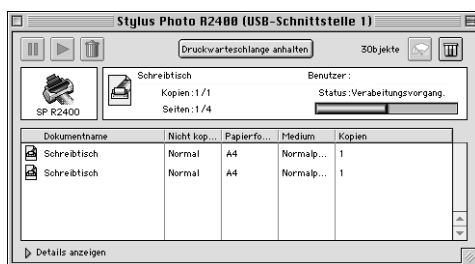 Stylus Photo R2400 (USB-Schnittstelle 1)
Druckwarteschlange anhalten
3Objekte
SP R2400
Schreibtisch
Benutzer:
Kopien:1/1
Status:Verabeitungsvorgang.
Seiten:1/4
Dokumentname Nicht kop... Papierfo... Medium Kopien
Schreibtisch Normal A4 Normalp... 1
Schreibtisch Normal A4 Normalp... 1
Details anzeigen